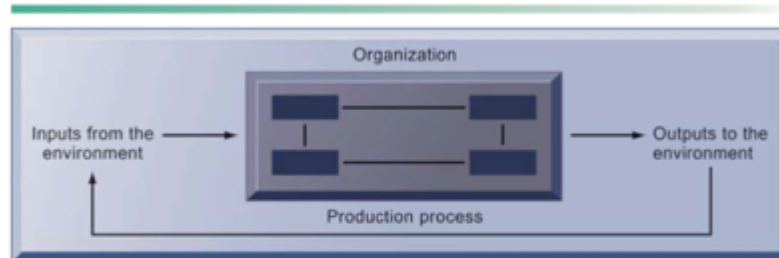 Organization
Inputs from the
environment
Outputs to the
environment
Production process